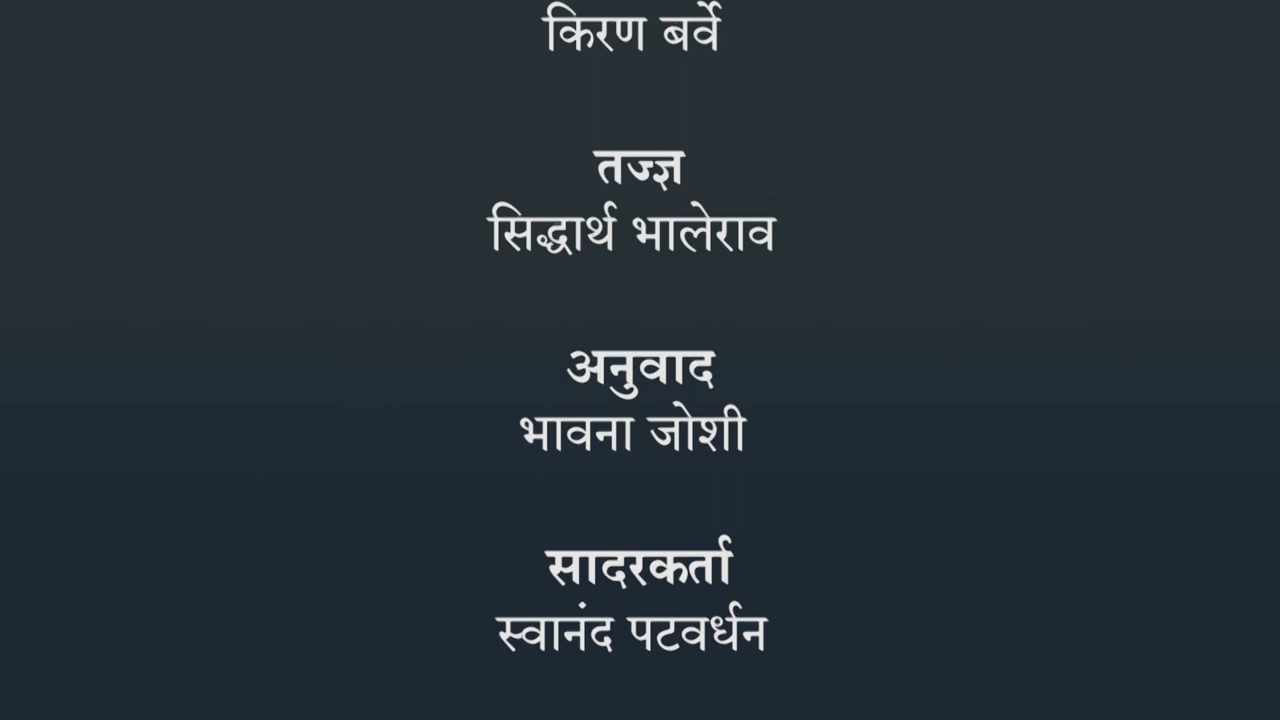 किरण बर्वे
तज्ज्ञ
सिद्धार्थ भालेराव
अनुवाद
भावना जोशी
सादरकर्ता
स्वानंद पटवर्धन